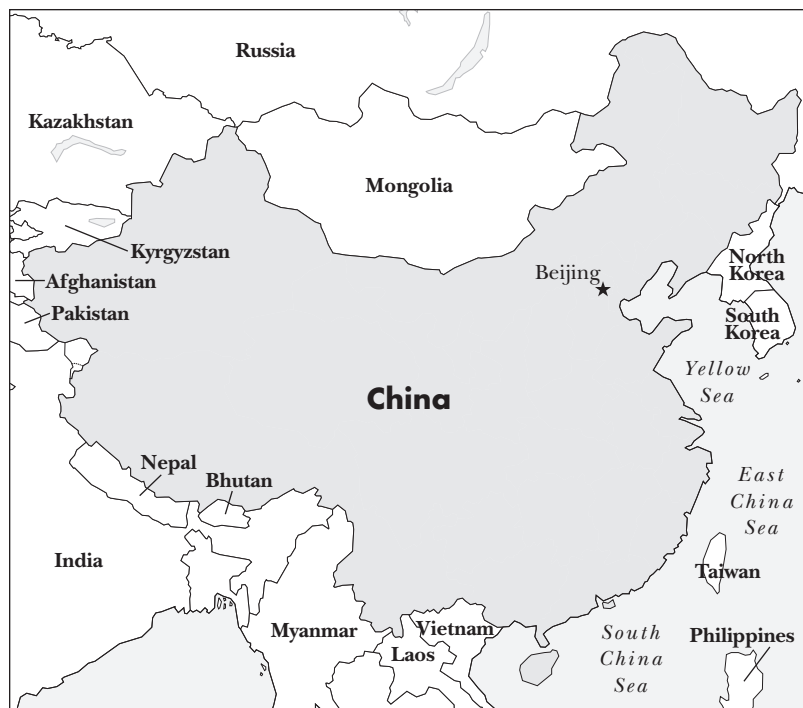 Russia
Kazakhstan
Mongolia
Kyrgyzstan
North
Korea
Beijing
Afghanistan
Pakistan
South
Korea
Yellow
Sea
China
Nepal
Bhutan
East
China
Sea
India
Taiwan
Myanmar
Vietnam
Laos
South
China
Sea
Philippines